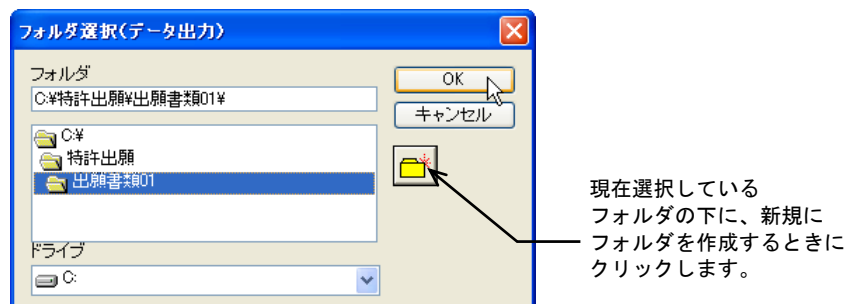 フォルダ選択(データ出力)
フォルダ
C:¥特許出願¥出願書類01¥
OK
キャンセル
C:¥
特許出願
出願書類01
現在選択している
フォルダの下に、新規に
フォルダを作成するときに
クリックします。
ドライブ
C: